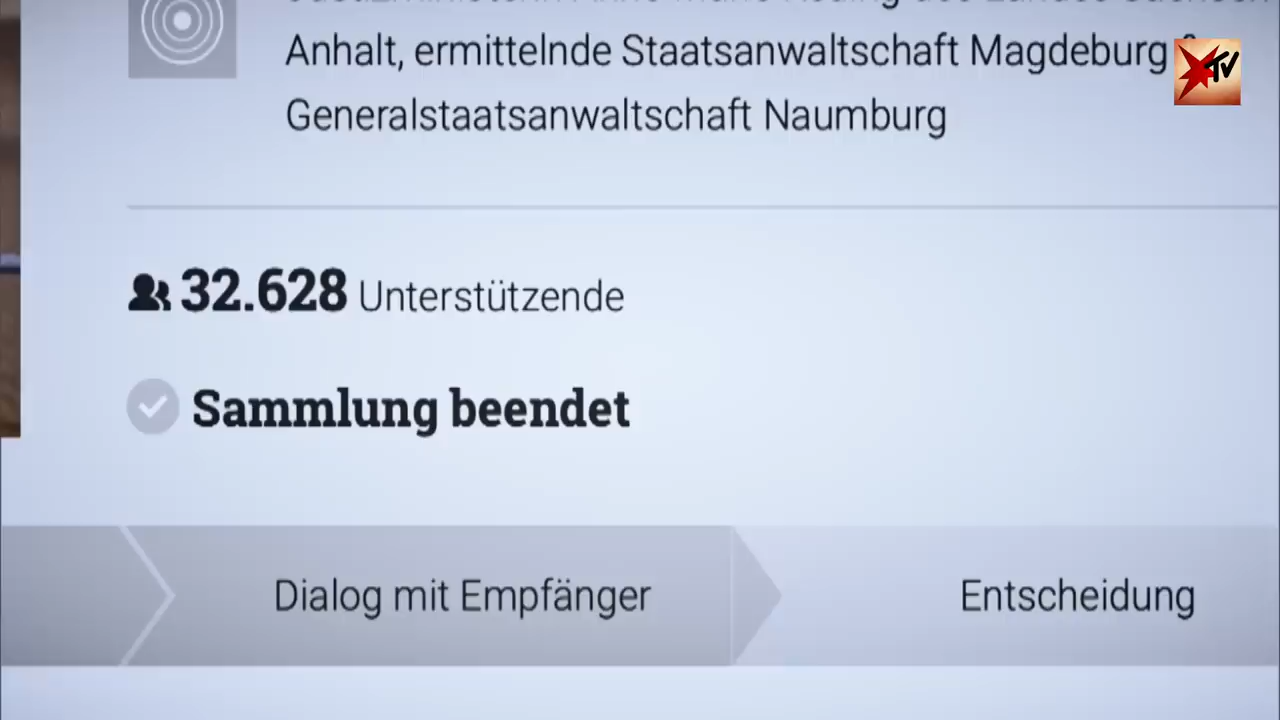 Anhalt, ermittelnde Staatsanwaltschaft Magdeburg
TV
Generalstaatsanwaltschaft Naumburg
32.628 Unterstützende
Sammlung beendet
Dialog mit Empfänger
Entscheidung